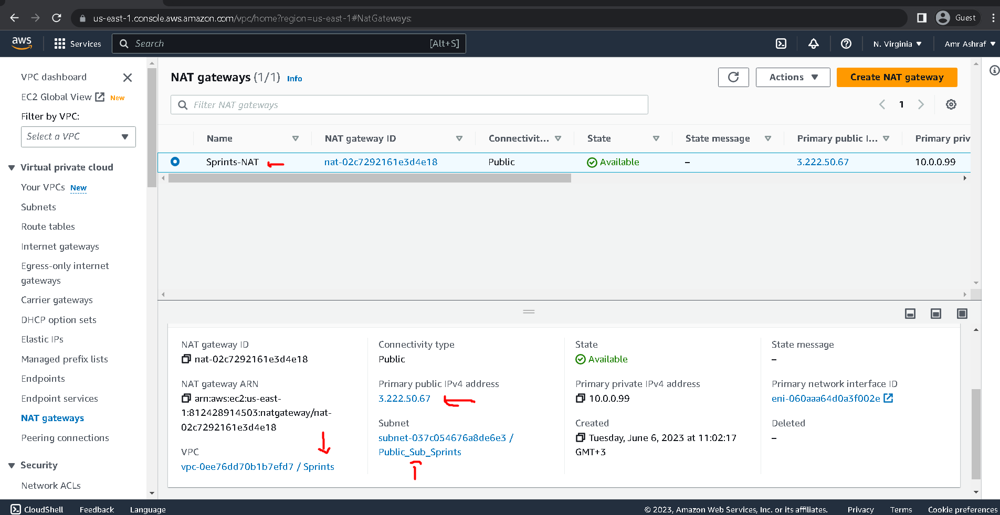 us-east-1.console.aws.amazon.com/vpc/home?region=us-east-1#NatGateways:
Guest
aws
Services
Search
[Alt+S]
N. Virginia
Amr Ashraf
VPC dashboard
EC2 Global View New
Filter by VPC:
Select a VPC
Virtual private cloud
Your VPCs New
Subnets
Route tables
Internet gateways
Egress-only internet
gateways
Carrier gateways
DHCP option sets
Elastic IPs
Managed prefix lists
Endpoints
Endpoint services
NAT gateways
Peering connections
Security
Network ACLs
NAT gateways (1/1) Info
Actions
Create NAT gateway
Filter NAT gateways
1
Name
NAT gateway ID
Connectivit...
State
State message
Primary public I...
Primary priv
Sprints-NAT
nat-02c7292161e3d4e18
Public
Available
–
3.222.50.67
10.0.0.99
NAT gateway ID
nat-02c7292161e3d4e18
NAT gateway ARN
arn:aws:ec2:us-east-
1:812428914503:natgateway/nat-
02c7292161e3d4e18
VPC
vpc-0ee76dd70b1b7efd7 / Sprints
Connectivity type
Public
Primary public IPv4 address
3.222.50.67
Subnet
subnet-037c054676a8de6e3 /
Public_Sub_Sprints
State
Available
Primary private IPv4 address
10.0.0.99
Created
Tuesday, June 6, 2023 at 11:02:17
GMT+3
State message
–
Primary network interface ID
eni-060aaa64d0a3f002e
Deleted
–
CloudShell
Feedback
Language
© 2023, Amazon Web Services, Inc. or its affiliates.
Privacy
Terms
Cookie preferences